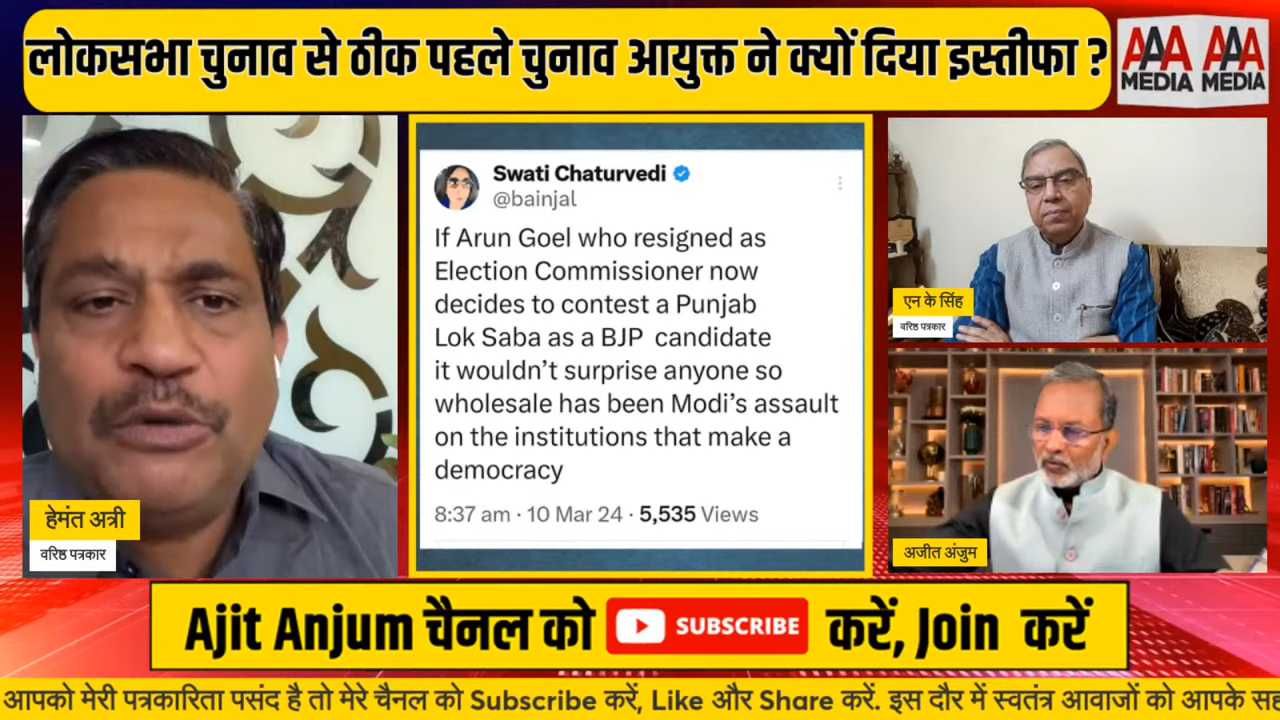 लोकसभा चुनाव से ठीक पहले चुनाव आयुक्त ने क्यों दिया इस्तीफा ?
AAA AAA
MEDIA MEDIA
Swati Chaturvedi
@bainjal
If Arun Goel who resigned as
Election Commissioner now
decides to contest a Punjab
Lok Saba as a BJP candidate
it wouldn't surprise anyone so
wholesale has been Modi's assault
on the institutions that make a
democracy
8:37 am · 10 Mar 24 · 5,535 Views
हेमंत अत्री
वरिष्ठ पत्रकार
एन के सिंह
वरिष्ठ पत्रकार
अजीत अंजुम
Ajit Anjum चैनल को SUBSCRIBE करें, Join करें
आपको मेरी पत्रकारिता पसंद है तो मेरे चैनल को Subscribe करें, Like और Share करें. इस दौर में स्वतंत्र आवाजों को आपके